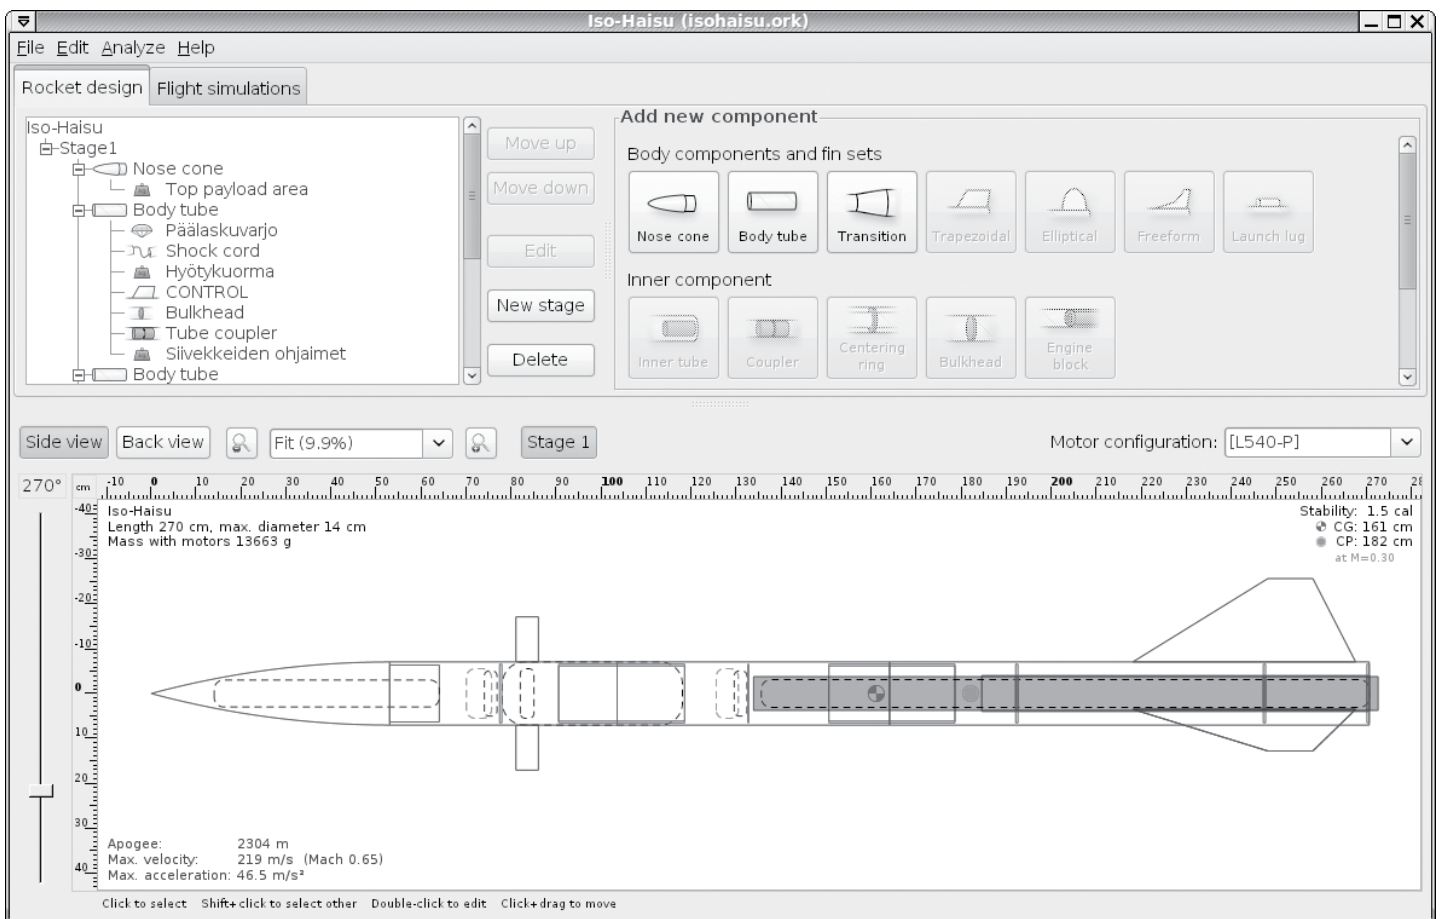 Iso-Haisu (isohaisu.ork)
File Edit Analyze Help
Rocket design Flight simulations
Iso-Haisu
Stage1
Nose cone
Top payload area
Body tube
Päälaskuvarjo
Shock cord
Hyötykuorma
CONTROL
Bulkhead
Tube coupler
Siivekkeiden ohjaimet
Body tube
Move up
Move down
Edit
New stage
Delete
Add new component
Body components and fin sets
Nose cone Body tube Transition Trapezoidal Elliptical Freeform Launch lug
Inner component
Inner tube Coupler Centering ring Bulkhead Engine block
Side view Back view Fit (9.9%) Stage 1 Motor configuration: [L540-P]
270°
cm -10 0 10 20 30 40 50 60 70 80 90 100 110 120 130 140 150 160 170 180 190 200 210 220 230 240 250 260 270
-40 -30 -20 -10 0 10 20 30 40
Iso-Haisu
Length 270 cm, max. diameter 14 cm
Mass with motors 13663 g
Stability: 1.5 cal
CG: 161 cm
CP: 182 cm
at M=0.30
Apogee: 2304 m
Max. velocity: 219 m/s (Mach 0.65)
Max. acceleration: 46.5 m/s²
Click to select Shift+click to select other Double-click to edit Click+drag to move